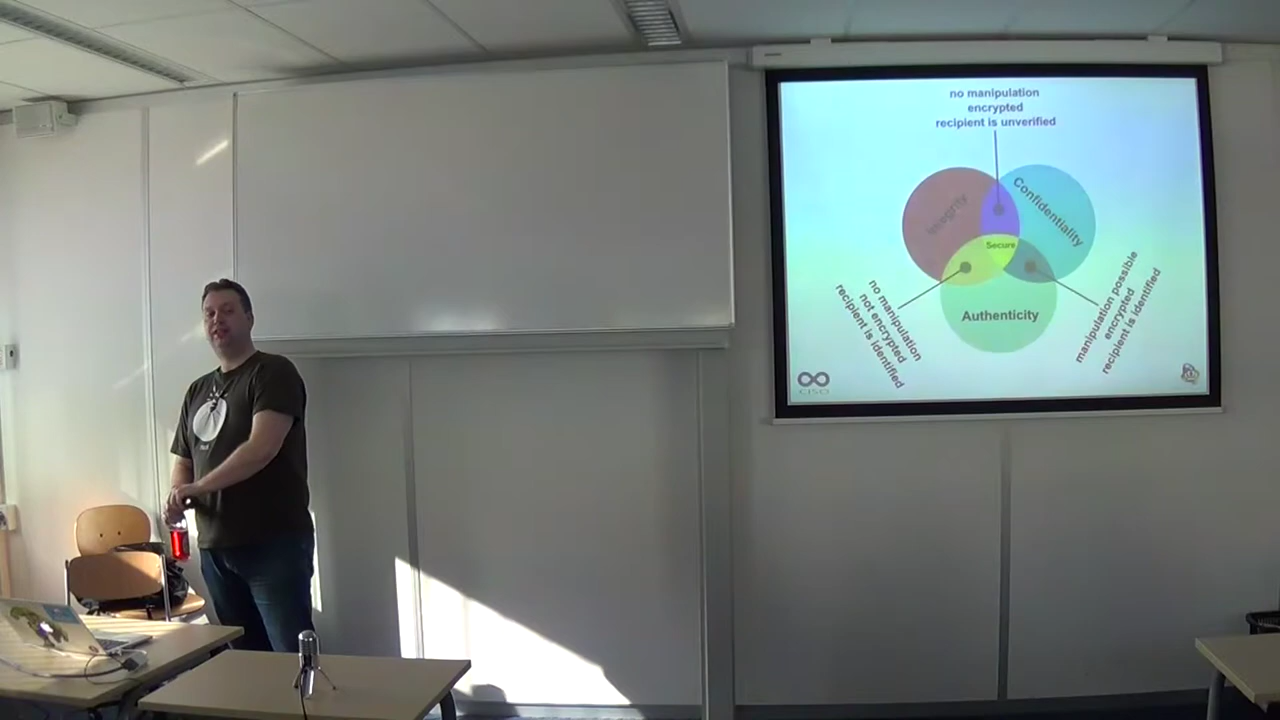 no manipulation
encrypted
recipient is unverified
Integrity
Confidentiality
Secure
Authenticity
no manipulation
not encrypted
recipient is identified
manipulation possible
encrypted
recipient is identified